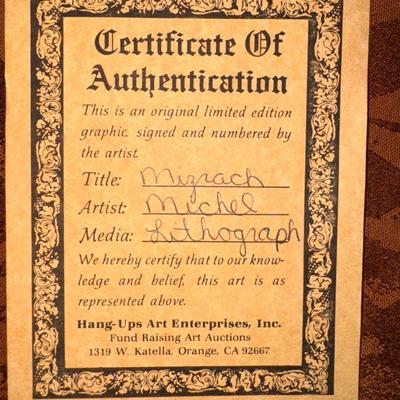 Certificate Of
Authentication
This is an original limited edition
graphic, signed and numbered by
the artist.
Title: Mizrach
Artist: Michel
Media: Lithograph
We hereby certify that to our know-
ledge and belief, this art is as
represented above.
Hang-Ups Art Enterprises, Inc.
Fund Raising Art Auctions
1319 W. Katella, Orange, CA 92667